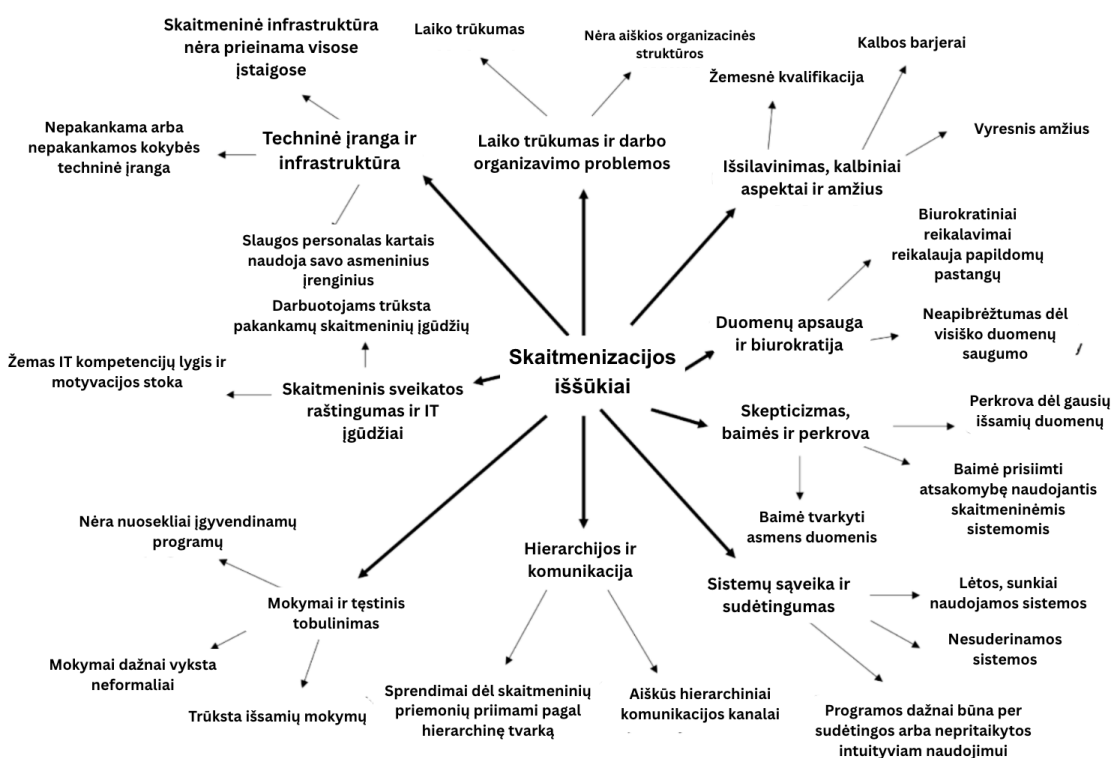 Skaitmeninė infrastruktūra
nėra prieinama visose
įstaigose
Laiko trūkumas
Nėra aiškios organizacinės
struktūros
Kalbos barjerai
Žemesnė kvalifikacija
Nepakankama arba
nepakankamos kokybės
techninė įranga
Techninė įranga ir
infrastruktūra
Laiko trūkumas ir darbo
organizavimo problemos
Vyresnis amžius
Išsilavinimas, kalbiniai
aspektai ir amžius
Slaugos personalas kartais
naudoja savo asmeninius
įrenginius
Biurokratiniai
reikalavimai
reikalauja papildomų
pastangų
Darbuotojams trūksta
pakankamų skaitmeninių įgūdžių
Duomenų apsauga
ir biurokratija
Neapibrėžtumas dėl
visiško duomenų
saugumo
Skaitmenizacijos
iššūkiai
Žemas IT kompetencijų lygis ir
motyvacijos stoka
Skaitmeninis sveikatos
raštingumas ir IT
įgūdžiai
Skepticizmas,
baimės ir perkrova
Perkrova dėl gausių
išsamių duomenų
Baimė prisiimti
atsakomybę naudojantis
skaitmeninėmis
sistemomis
Baimė tvarkyti
asmens duomenis
Nėra nuosekliai įgyvendinamų
programų
Hierarchijos ir
komunikacija
Mokymai ir tęstinis
tobulinimas
Sistemų sąveika ir
sudėtingumas
Lėtos, sunkiai
naudojamos sistemos
Nesuderinamos
sistemos
Mokymai dažnai vyksta
neformaliai
Trūksta išsamių mokymų
Sprendimai dėl skaitmeninių
priemonių priimami pagal
hierarchinę tvarką
Aiškūs hierarchiniai
komunikacijos kanalai
Programos dažnai būna per
sudėtingos arba nepritaikytos
intuityviam naudojimui